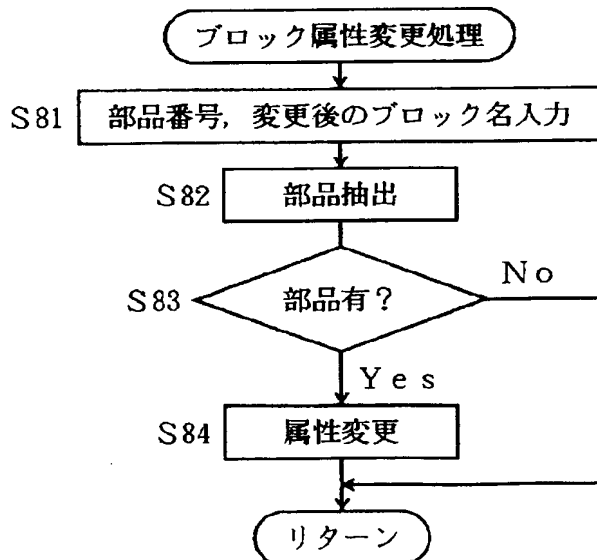 ブロック属性変更処理
S81 部品番号，変更後のブロック名入力
S82 部品抽出
S83 部品有？ No
Yes
S84 属性変更
リターン